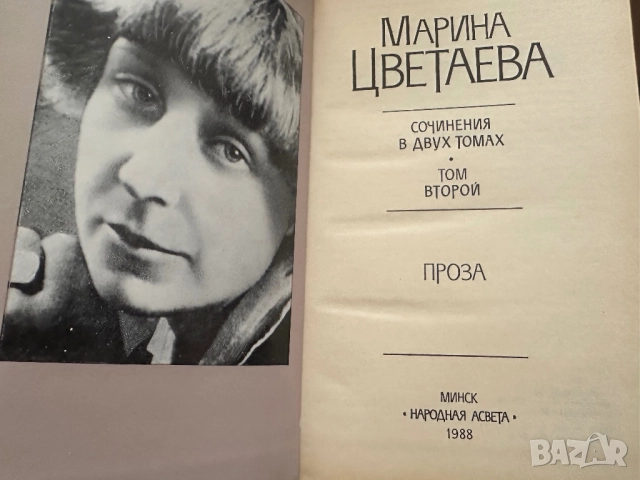 МАРИНА
ЦВЕТАЕВА
СОЧИНЕНИЯ
В ДВУХ ТОМАХ
•
ТОМ
ВТОРОЙ
ПРОЗА
МИНСК
«НАРОДНАЯ АСВЕТА»
1988
BAZAR